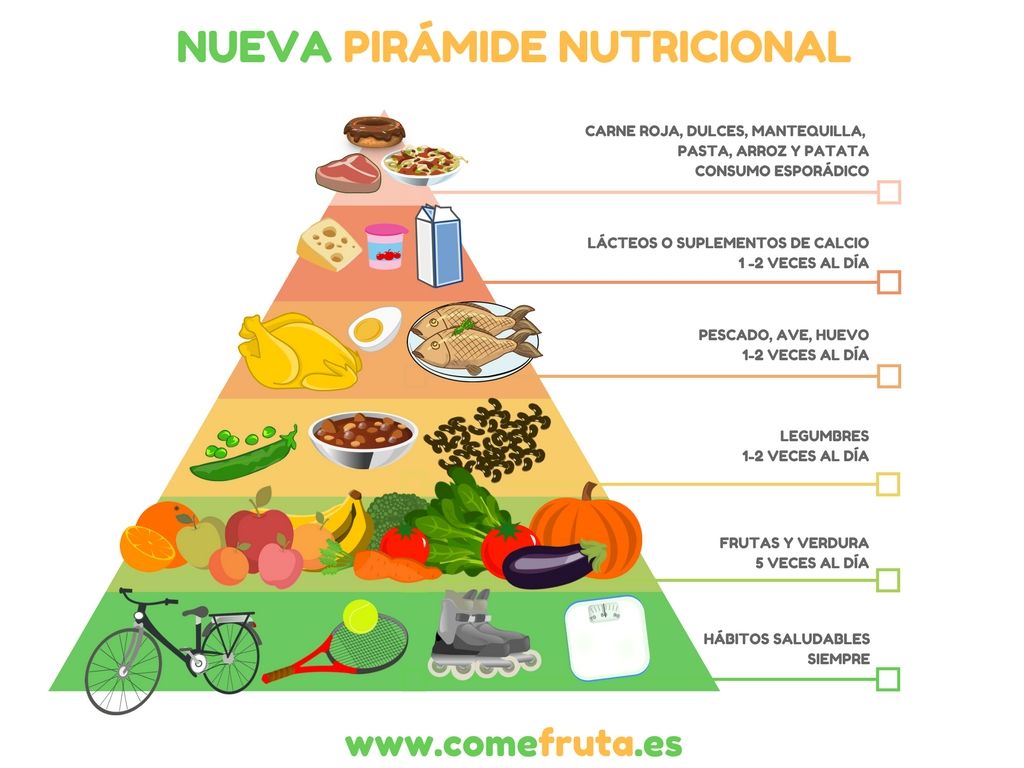 NUEVA PIRÁMIDE NUTRICIONAL
CARNE ROJA, DULCES, MANTEQUILLA,
PASTA, ARROZ Y PATATA
CONSUMO ESPORÁDICO
LÁCTEOS O SUPLEMENTOS DE CALCIO
1 -2 VECES AL DÍA
PESCADO, AVE, HUEVO
1-2 VECES AL DÍA
LEGUMBRES
1-2 VECES AL DÍA
FRUTAS Y VERDURA
5 VECES AL DÍA
HÁBITOS SALUDABLES
SIEMPRE
www.comefruta.es